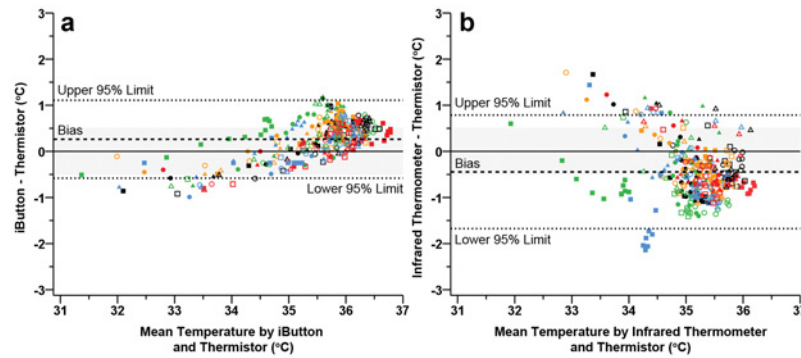 a
3
2
1
0
-1
-2
-3
iButton - Thermistor (°C)
Upper 95% Limit
Bias
Lower 95% Limit
31 32 33 34 35 36 37
Mean Temperature by iButton
and Thermistor (°C)
b
3
2
1
0
-1
-2
-3
Infrared Thermometer - Thermistor (°C)
Upper 95% Limit
Bias
Lower 95% Limit
31 32 33 34 35 36
Mean Temperature by Infrared Thermometer
and Thermistor (°C)